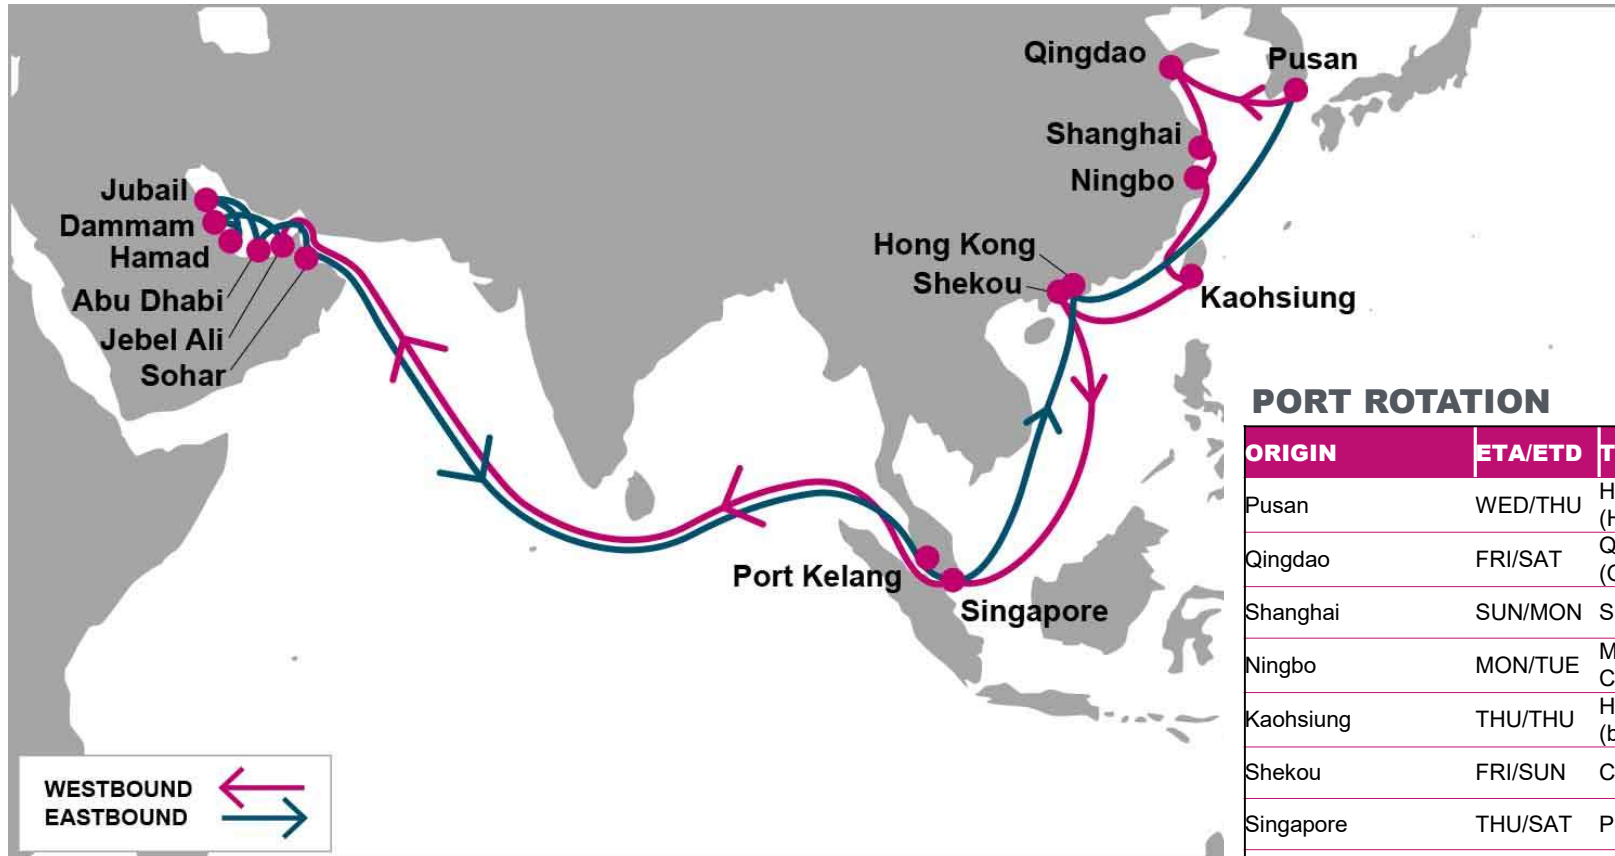 Qingdao
Pusan
Shanghai
Ningbo
Jubail
Dammam
Hamad
Abu Dhabi
Jebel Ali
Sohar
Hong Kong
Shekou
Kaohsiung
Port Kelang
Singapore
WESTBOUND
EASTBOUND
PORT ROTATION
ORIGIN ETA/ETD
Pusan WED/THU
Qingdao FRI/SAT
Shanghai SUN/MON
Ningbo MON/TUE
Kaohsiung THU/THU
Shekou FRI/SUN
Singapore THU/SAT